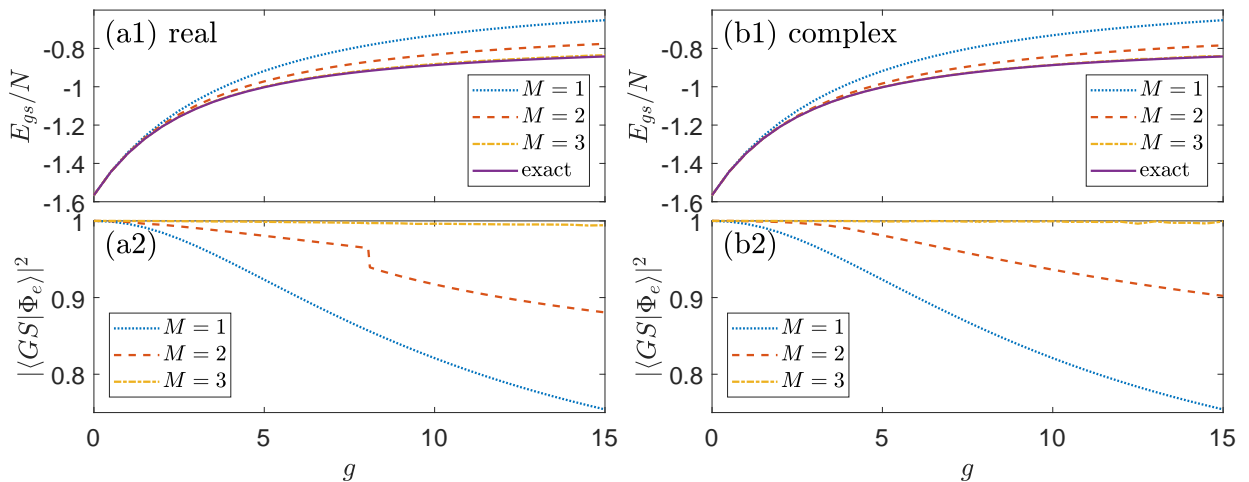 (a1) real
E_{gs}/N
-0.8
-1
-1.2
-1.4
-1.6
M = 1
M = 2
M = 3
exact
(b1) complex
E_{gs}/N
-0.8
-1
-1.2
-1.4
-1.6
M = 1
M = 2
M = 3
exact
(a2)
|⟨GS|Φ_e⟩|^2
1
0.9
0.8
M = 1
M = 2
M = 3
0 5 10 15
g
(b2)
|⟨GS|Φ_e⟩|^2
1
0.9
0.8
M = 1
M = 2
M = 3
0 5 10 15
g